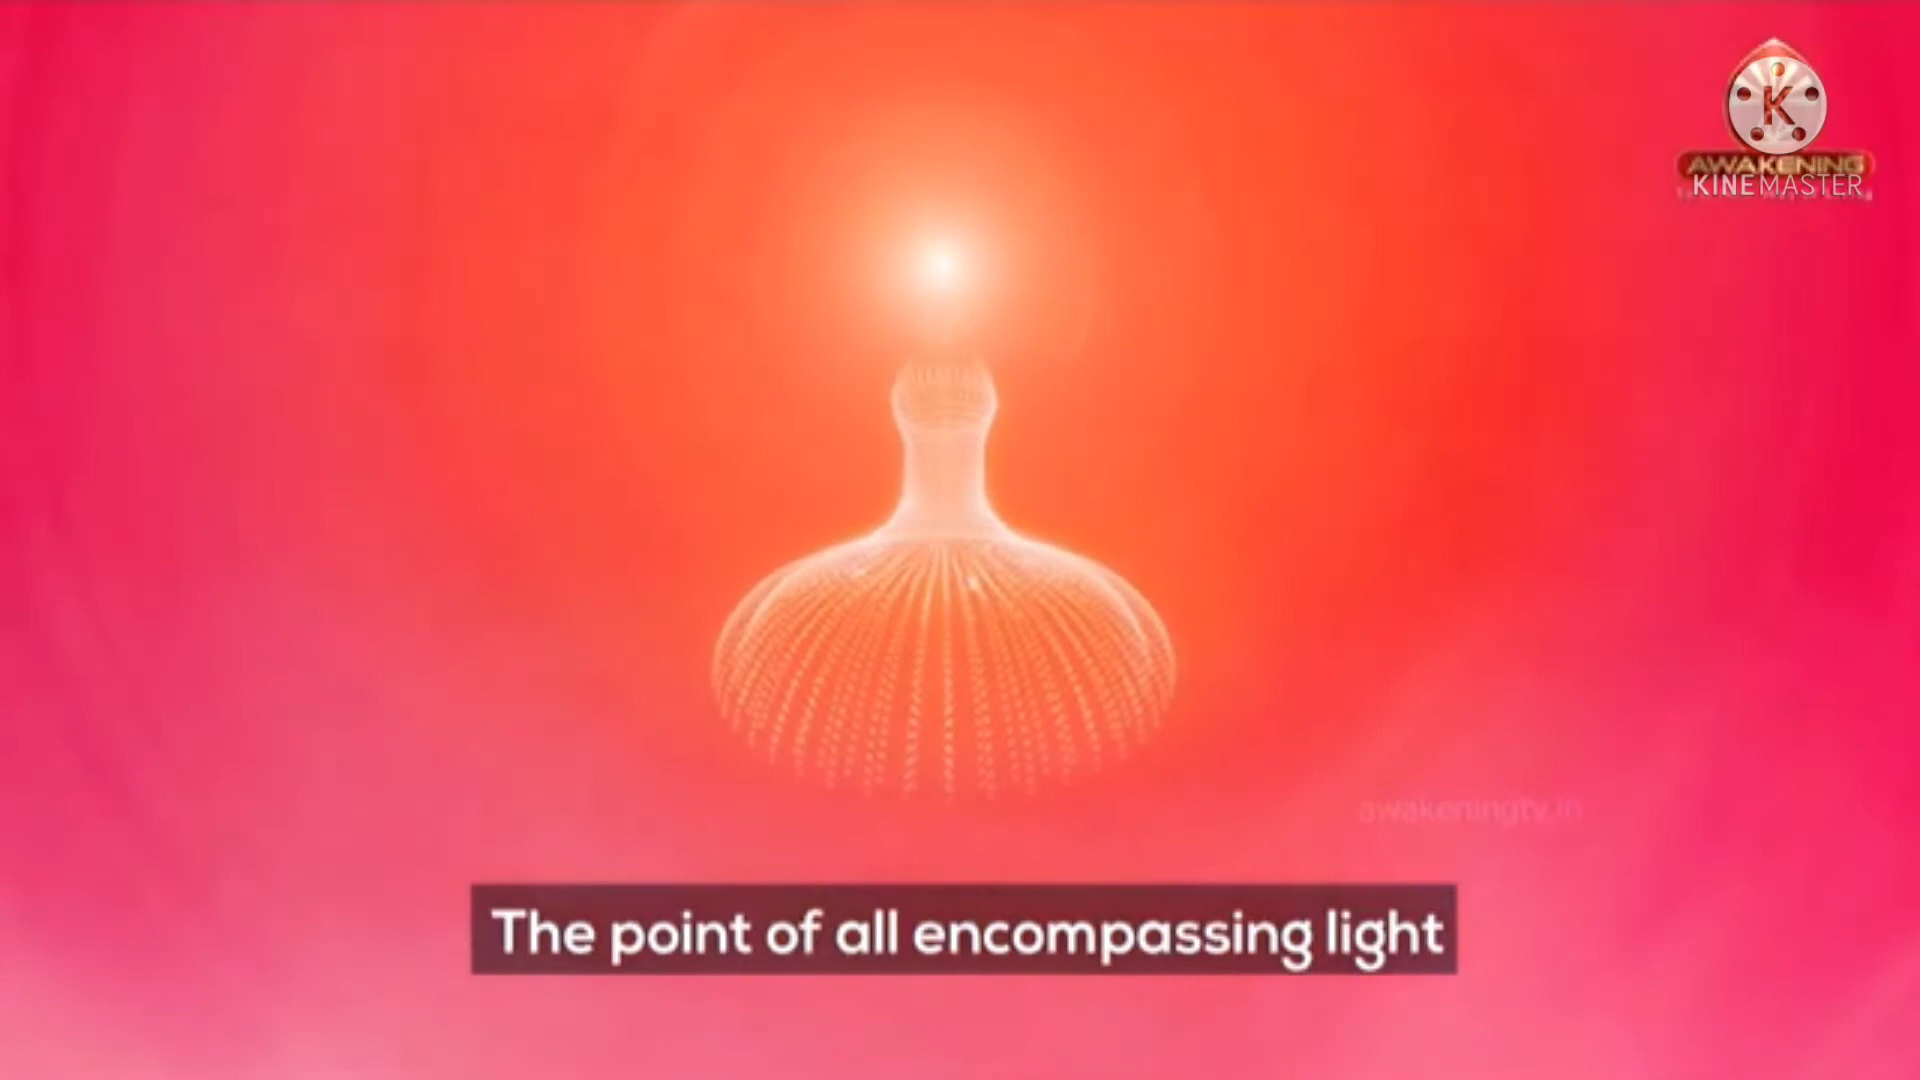 K
AWAKENING
KINEMASTER
awakeningtv.in
The point of all encompassing light